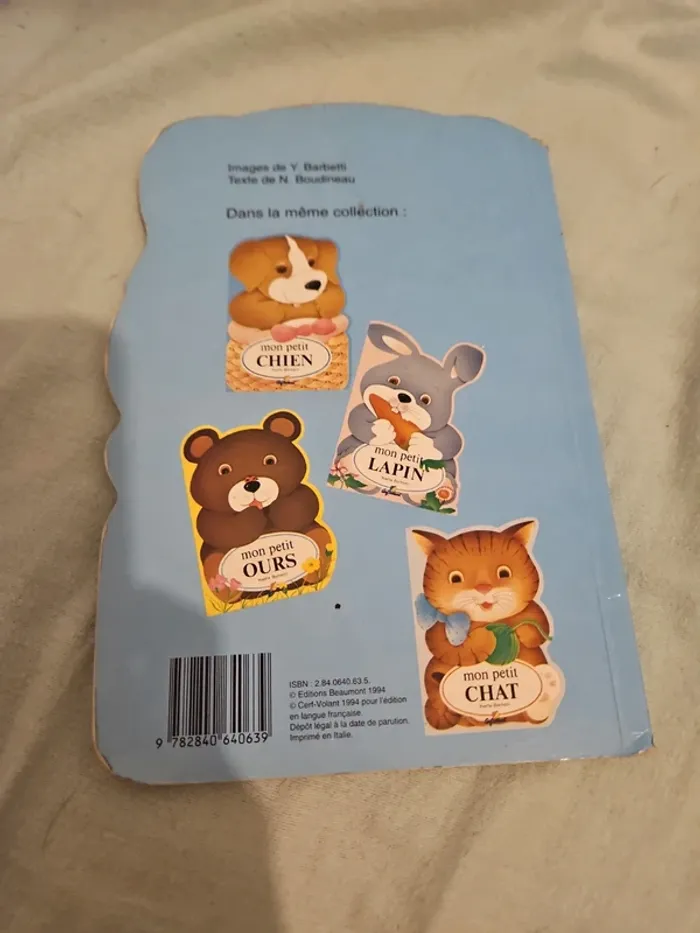 Images de Y. Barbetti
Texte de N. Boudineau
Dans la même collection :
mon petit
CHIEN
mon petit
LAPIN
mon petit
OURS
mon petit
CHAT
ISBN : 2.84.0640.63.5.
© Editions Beaumont 1994
© Cerf-Volant 1994 pour l'édition
en langue française.
Dépôt légal à la date de parution.
Imprimé en Italie.
9 782840 640639